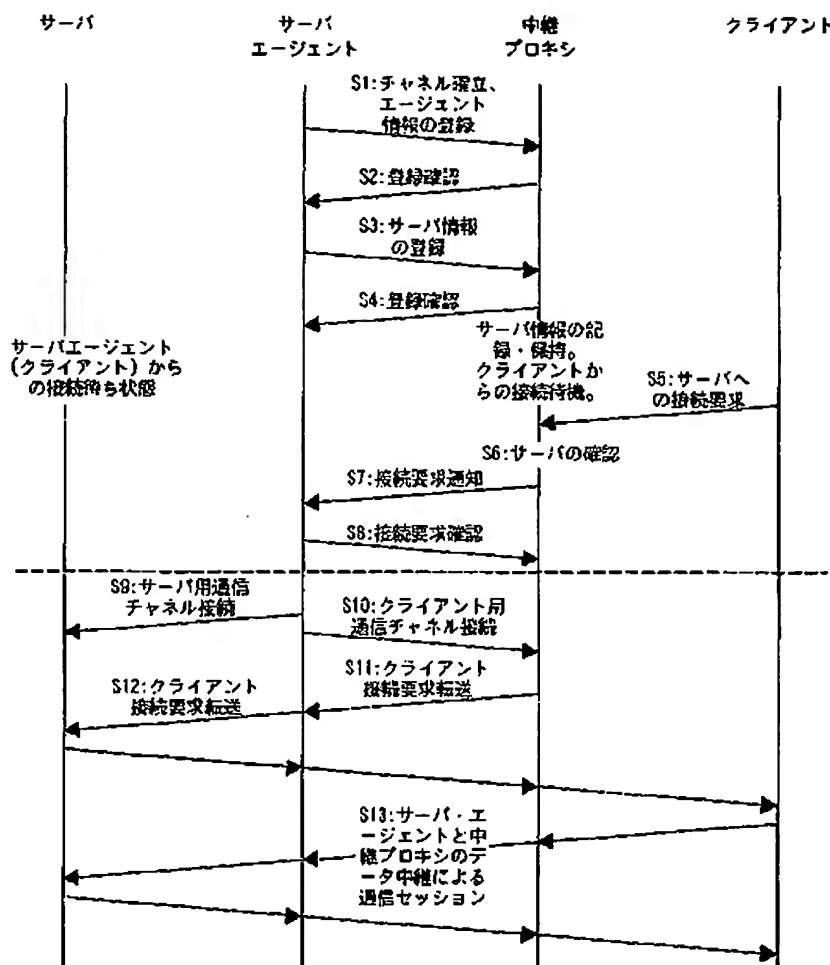 サーバ
サーバ
エージェント
中継
プロキシ
クライアント
S1:チャネル確立、
エージェント
情報の登録
S2:登録確認
S3:サーバ情報
の登録
S4:登録確認
サーバエージェント
(クライアント)から
の接続待ち状態
サーバ情報の記
録・保持。
クライアントか
らの接続待機。
S5:サーバへ
の接続要求
S6:サーバの確認
S7:接続要求通知
S8:接続要求確認
S9:サーバ用通信
チャネル接続
S10:クライアント用
通信チャネル接続
S11:クライアント
接続要求転送
S12:クライアント
接続要求転送
S13:サーバ・エ
ージェントと中
継プロキシのデ
ータ中継による
通信セッション